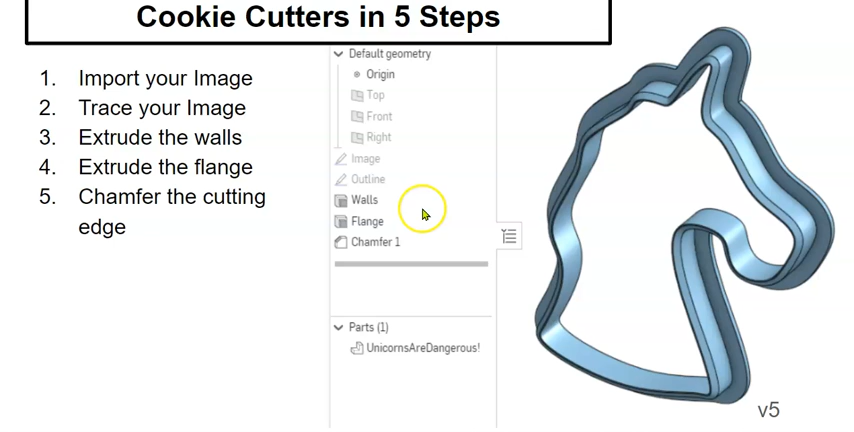 Cookie Cutters in 5 Steps
1. Import your Image
2. Trace your Image
3. Extrude the walls
4. Extrude the flange
5. Chamfer the cutting
edge
Default geometry
Origin
Top
Front
Right
Image
Outline
Walls
Flange
Chamfer 1
Parts (1)
UnicornsAreDangerous!
v5